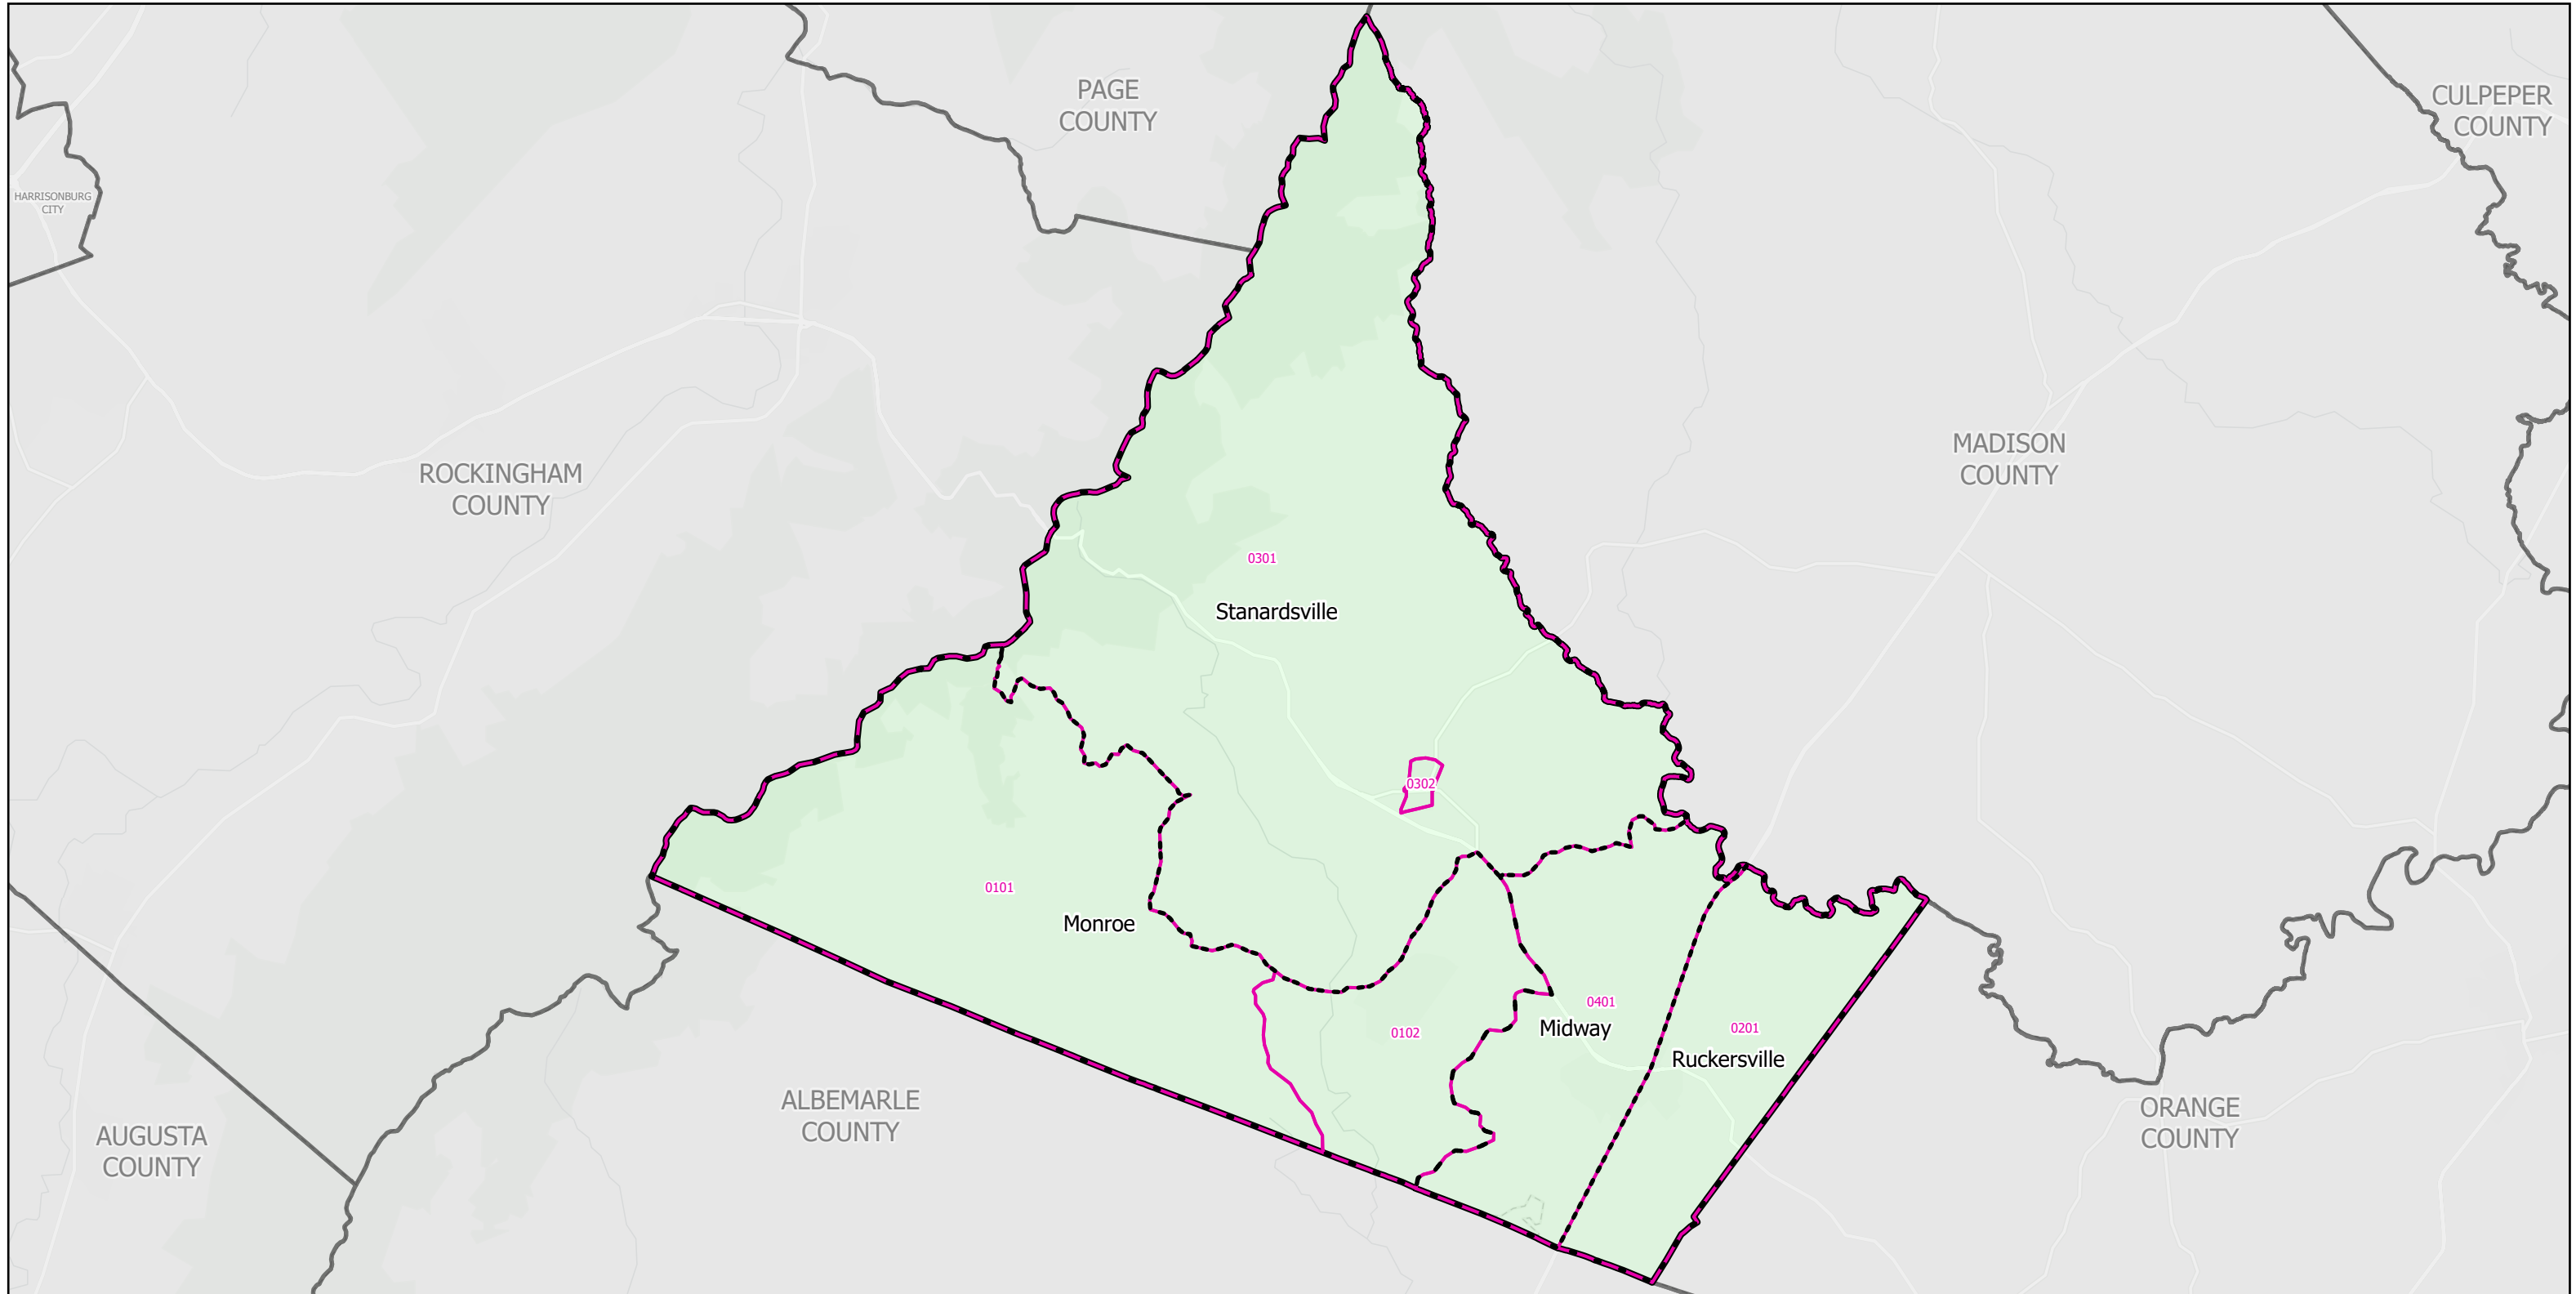 PAGE
COUNTY
CULPEPER
COUNTY
HARRISONBURG
CITY
ROCKINGHAM
COUNTY
MADISON
COUNTY
0301
Stanardsville
0302
0101
Monroe
0401
Midway
0102
0201
Ruckersville
ALBEMARLE
COUNTY
AUGUSTA
COUNTY
ORANGE
COUNTY